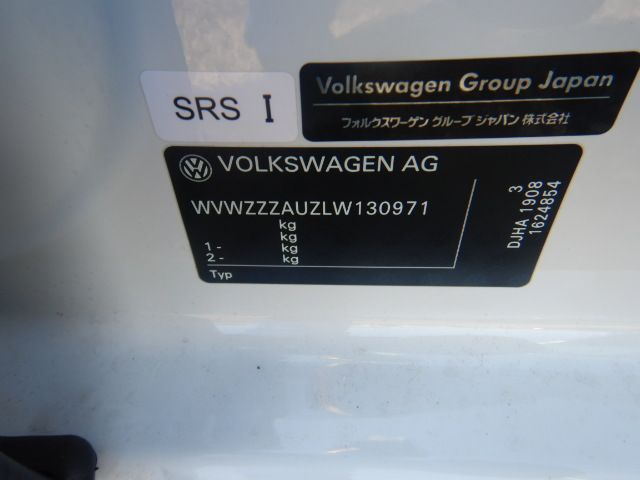 SRS I
Volkswagen Group Japan
フォルクスワーゲン グループ ジャパン 株式会社
VOLKSWAGEN AG
WVWZZZAUZLW130971
kg
kg
1 - kg
2 - kg
Typ
3
DJHA 1908
1624854